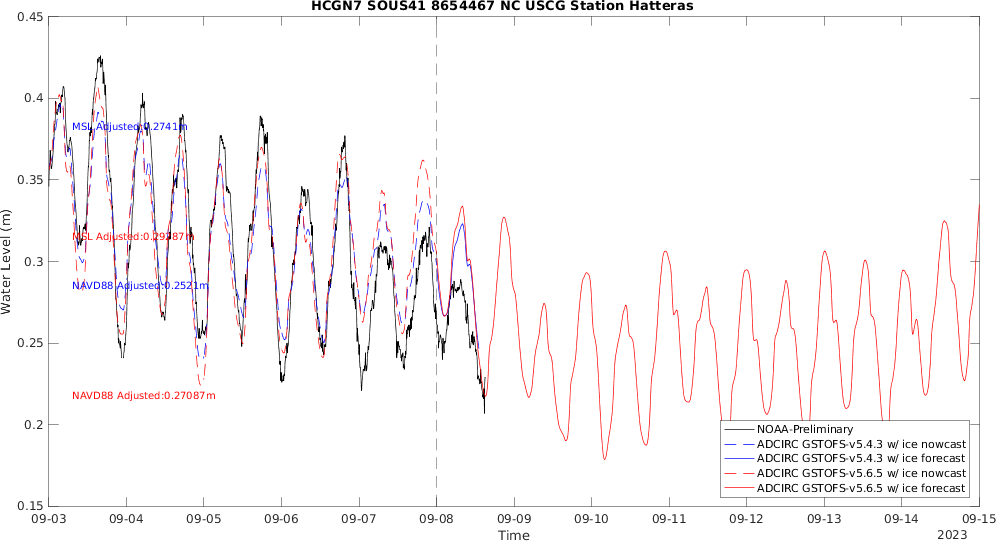 HCGN7 SOUS41 8654467 NC USCG Station Hatteras
0.45
0.4
0.35
0.3
0.25
0.2
0.15
Water Level (m)
MSL Adjusted:0.2741m
NAVD88 Adjusted:0.2521m
NAVD88 Adjusted:0.27087m
NOAA-Preliminary
ADCIRC GSTOFS-v5.4.3 w/ ice nowcast
ADCIRC GSTOFS-v5.4.3 w/ ice forecast
ADCIRC GSTOFS-v5.6.5 w/ ice nowcast
ADCIRC GSTOFS-v5.6.5 w/ ice forecast
09-03 09-04 09-05 09-06 09-07 09-08 09-09 09-10 09-11 09-12 09-13 09-14 09-15
Time
2023